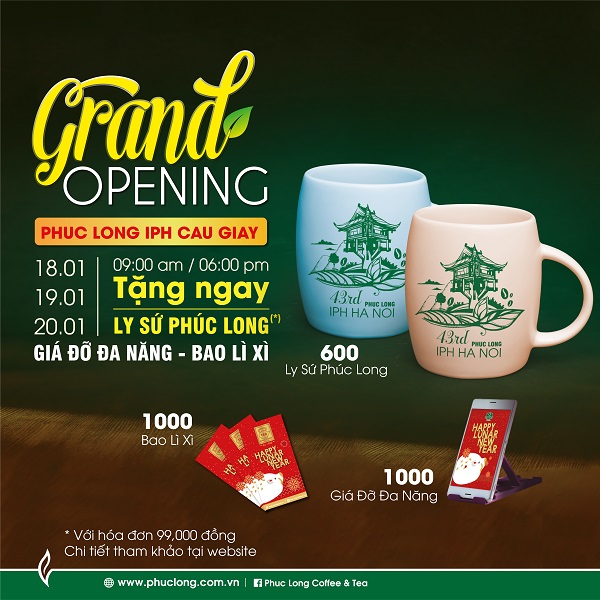 Grand
OPENING
PHUC LONG IPH CAU GIAY
18.01
19.01
20.01
09:00 am / 06:00 pm
Tặng ngay
LY SỨ PHÚC LONG(*)
GIÁ ĐỠ ĐA NĂNG - BAO LÌ XÌ
43rd PHUC LONG
IPH HA NOI
43rd PHUC LONG
IPH HA NOI
600
Ly Sứ Phúc Long
1000
Bao Lì Xì
HAPPY
LUNAR
NEW
YEAR
1000
Giá Đỡ Đa Năng
HAPPY
LUNAR
NEW
YEAR
* Với hóa đơn 99,000 đồng
Chi tiết tham khảo tại website
www.phuclong.com.vn | Phuc Long Coffee & Tea